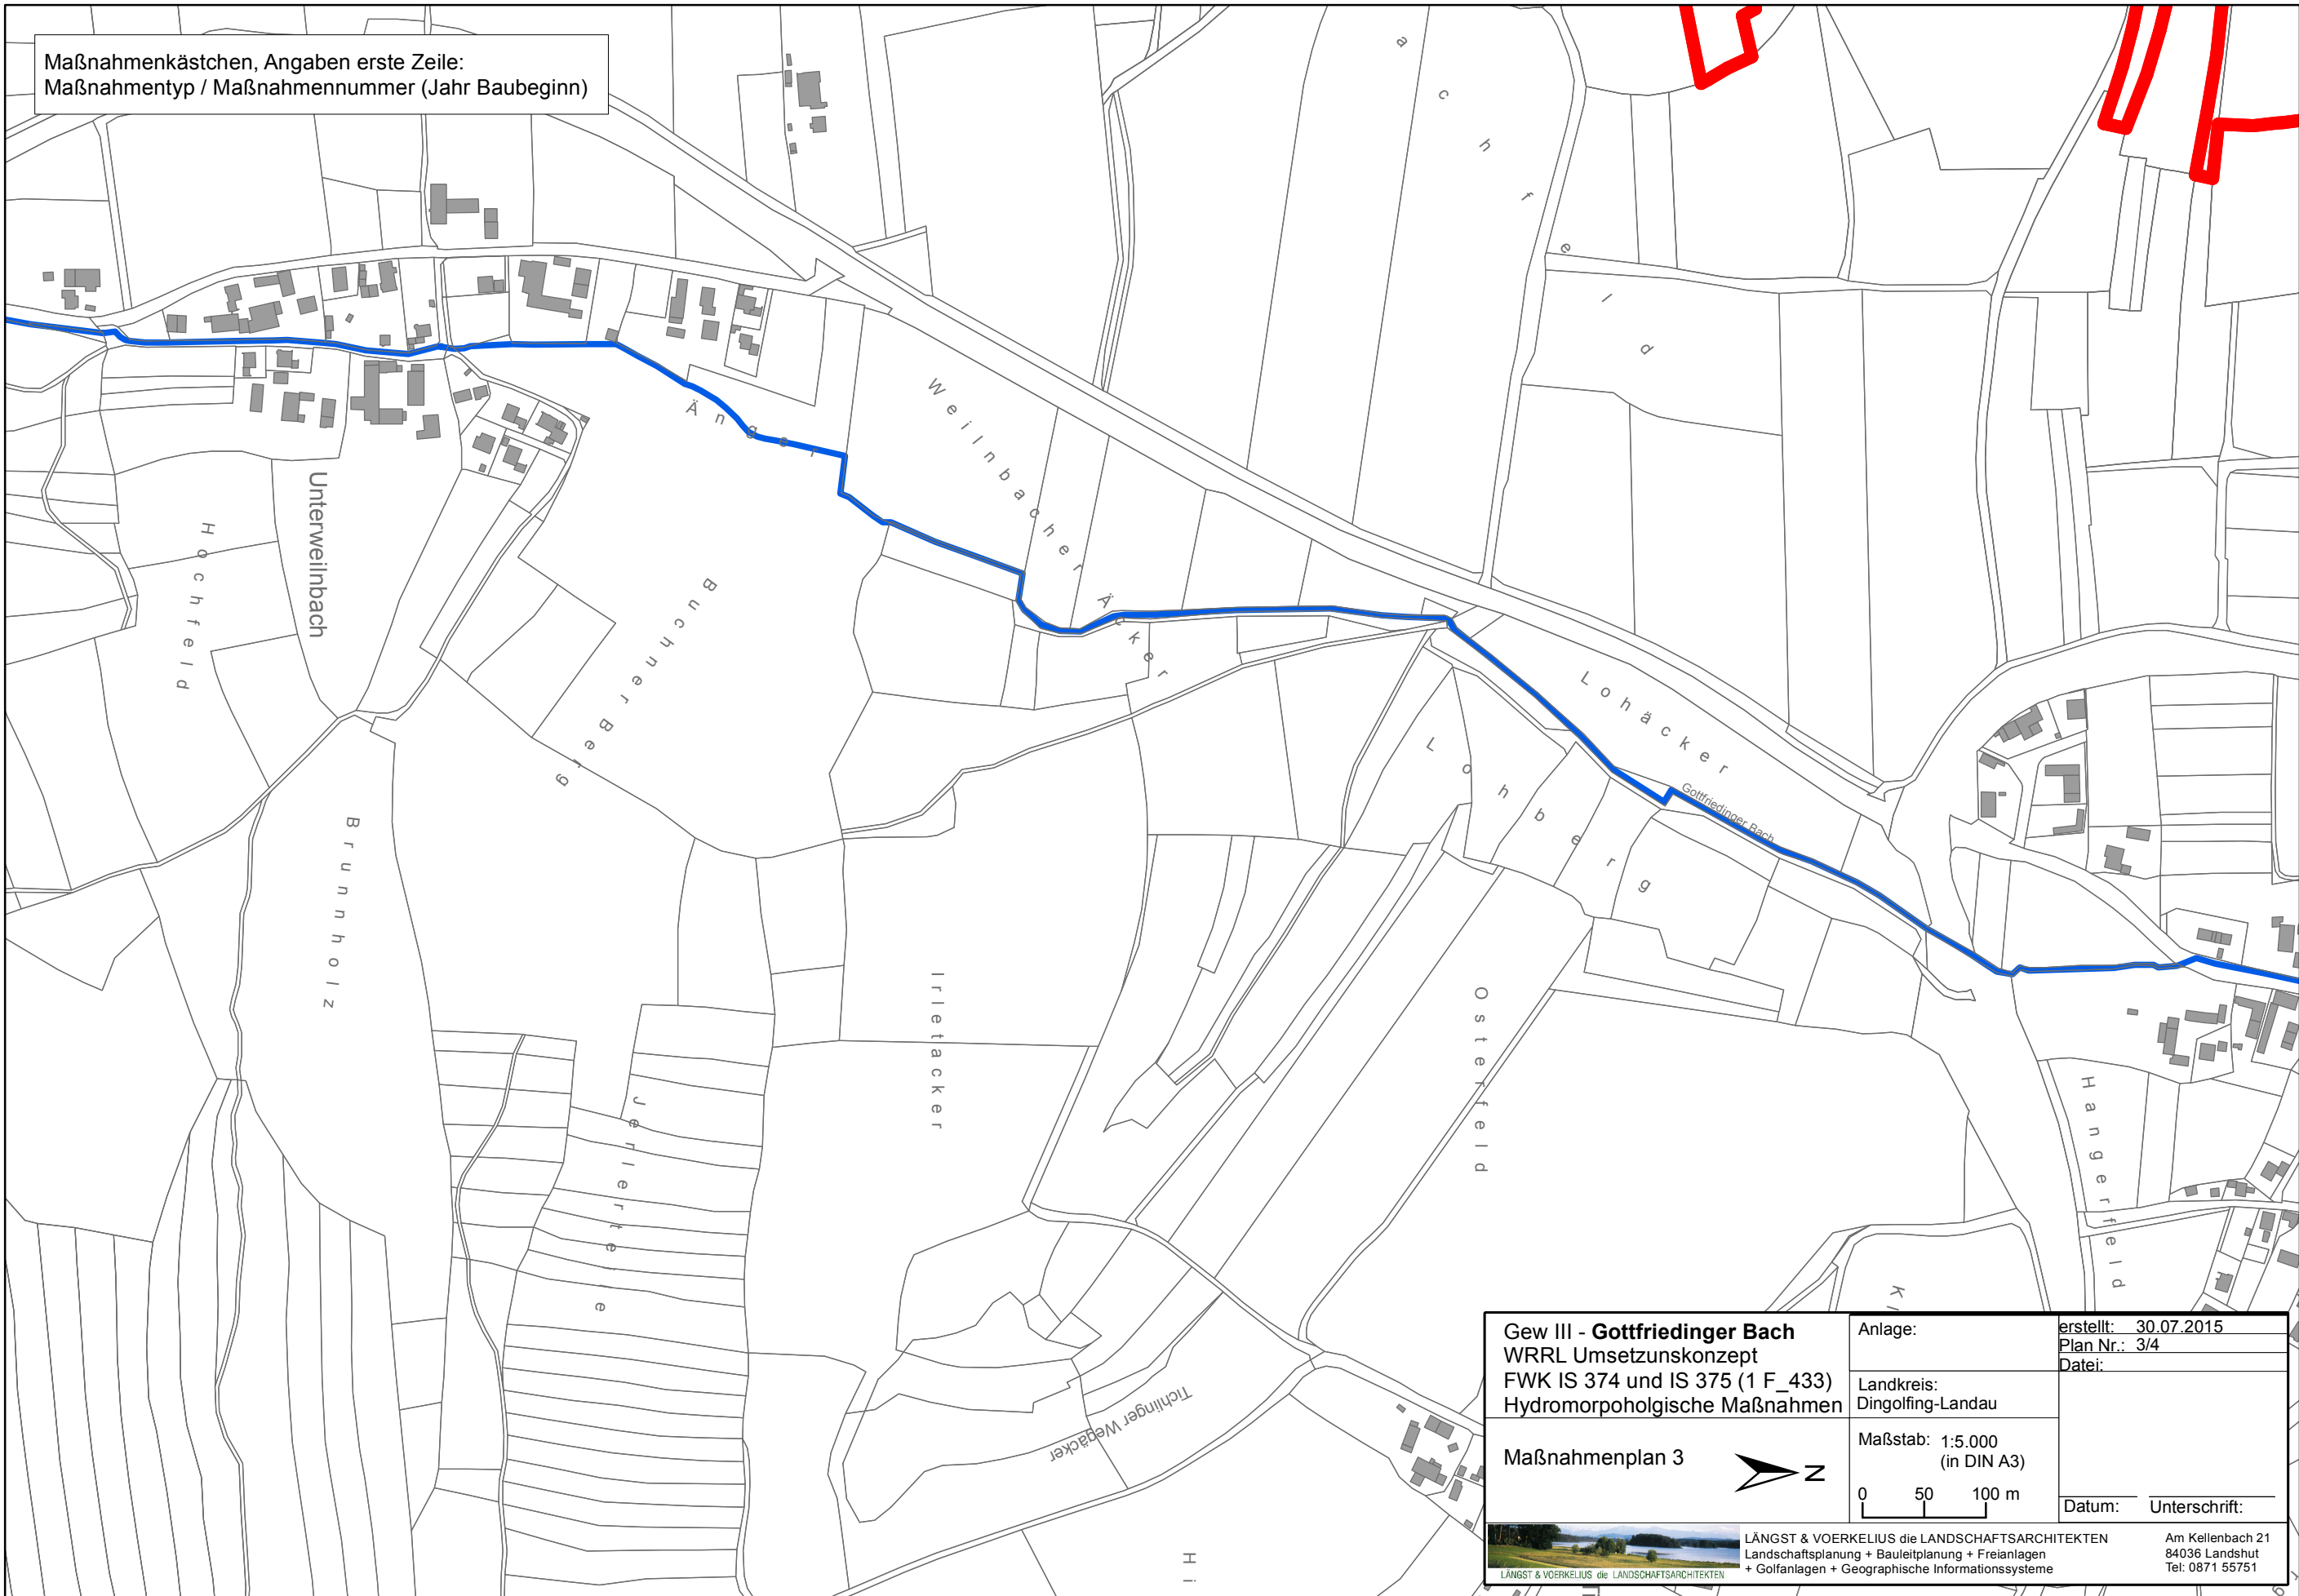 Maßnahmenkästchen, Angaben erste Zeile:
Maßnahmentyp / Maßnahmennummer (Jahr Baubeginn)
achfeld
Weilnbacher Äcker
Änger
Unterweilnbach
Hochfeld
Buchner Berg
Lohäcker
Lohberg
Gottfriedinger Bach
Brunnholz
Irletäcker
Osterfeld
Hangerfeld
Tichlinger Wegäcker
Hi
Gew III - Gottfriedinger Bach
WRRL Umsetzunskonzept
FWK IS 374 und IS 375 (1 F_433)
Hydromorpoholgische Maßnahmen
Maßnahmenplan 3
N
Anlage:
Landkreis:
Dingolfing-Landau
Maßstab: 1:5.000
(in DIN A3)
0 50 100 m
erstellt: 30.07.2015
Plan Nr.: 3/4
Datei:
Datum: Unterschrift:
LÄNGST & VOERKELIUS die LANDSCHAFTSARCHITEKTEN
LÄNGST & VOERKELIUS die LANDSCHAFTSARCHITEKTEN
Landschaftsplanung + Bauleitplanung + Freianlagen
+ Golfanlagen + Geographische Informationssysteme
Am Kellenbach 21
84036 Landshut
Tel: 0871 55751